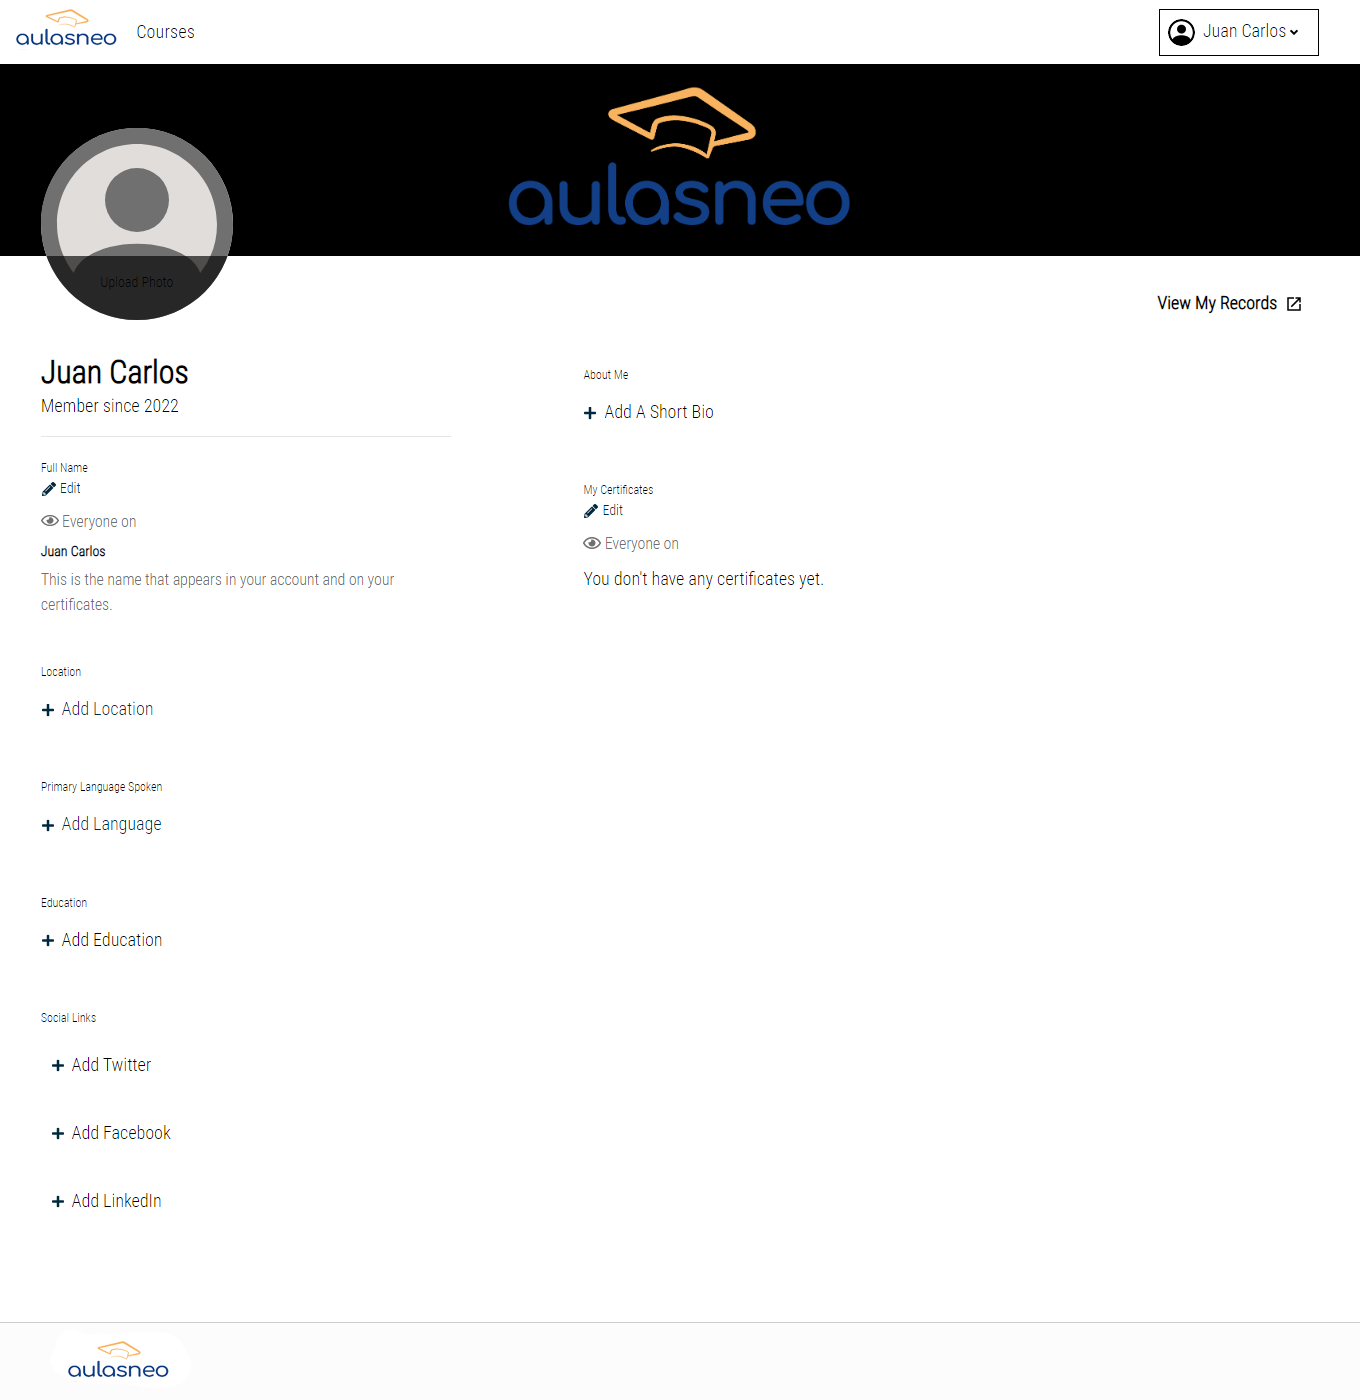 aulasneo
Courses
Juan Carlos
aulasneo
Upload Photo
View My Records
Juan Carlos
Member since 2022
Full Name
Edit
Everyone on
Juan Carlos
This is the name that appears in your account and on your
certificates.
Location
Add Location
Primary Language Spoken
Add Language
Education
Add Education
Social Links
Add Twitter
Add Facebook
Add LinkedIn
About Me
Add A Short Bio
My Certificates
Edit
Everyone on
You don't have any certificates yet.
aulasneo